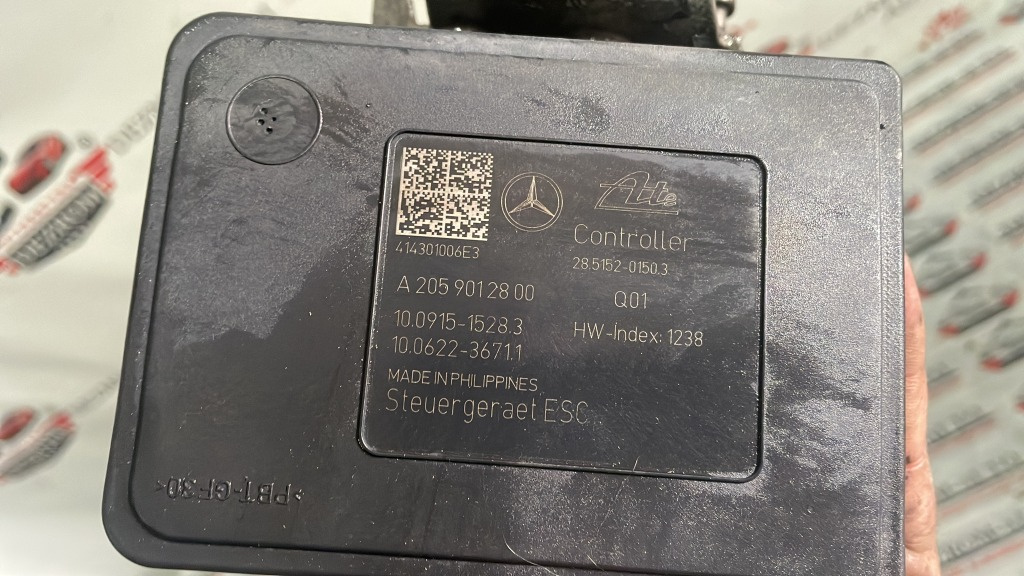 Ate
Controller
414301006E3
28.5152-0150.3
A 205 901 28 00
Q01
10.0915-1528.3
HW-Index: 1238
10.0622-3671.1
MADE IN PHILIPPINES
Steuergeraet ESC
>PBT-GF30<